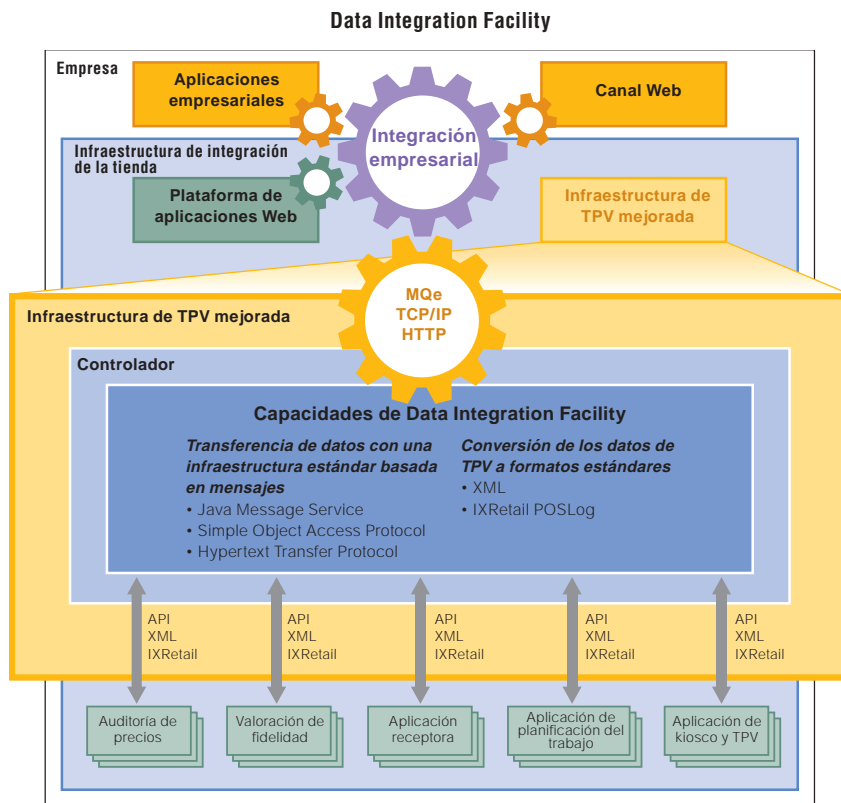 Data Integration Facility
Empresa
Aplicaciones
empresariales
Integración
empresarial
Canal Web
Infraestructura de integración
de la tienda
Plataforma de
aplicaciones Web
Infraestructura de
TPV mejorada
MQe
TCP/IP
HTTP
Infraestructura de TPV mejorada
Controlador
Capacidades de Data Integration Facility
Transferencia de datos con una
infraestructura estándar basada
en mensajes
• Java Message Service
• Simple Object Access Protocol
• Hypertext Transfer Protocol
Conversión de los datos de
TPV a formatos estándares
• XML
• IXRetail POSLog
API
XML
IXRetail
API
XML
IXRetail
API
XML
IXRetail
API
XML
IXRetail
API
XML
IXRetail
Auditoría de
precios
Valoración de
fidelidad
Aplicación
receptora
Aplicación de
planificación del
trabajo
Aplicación de
kiosco y TPV